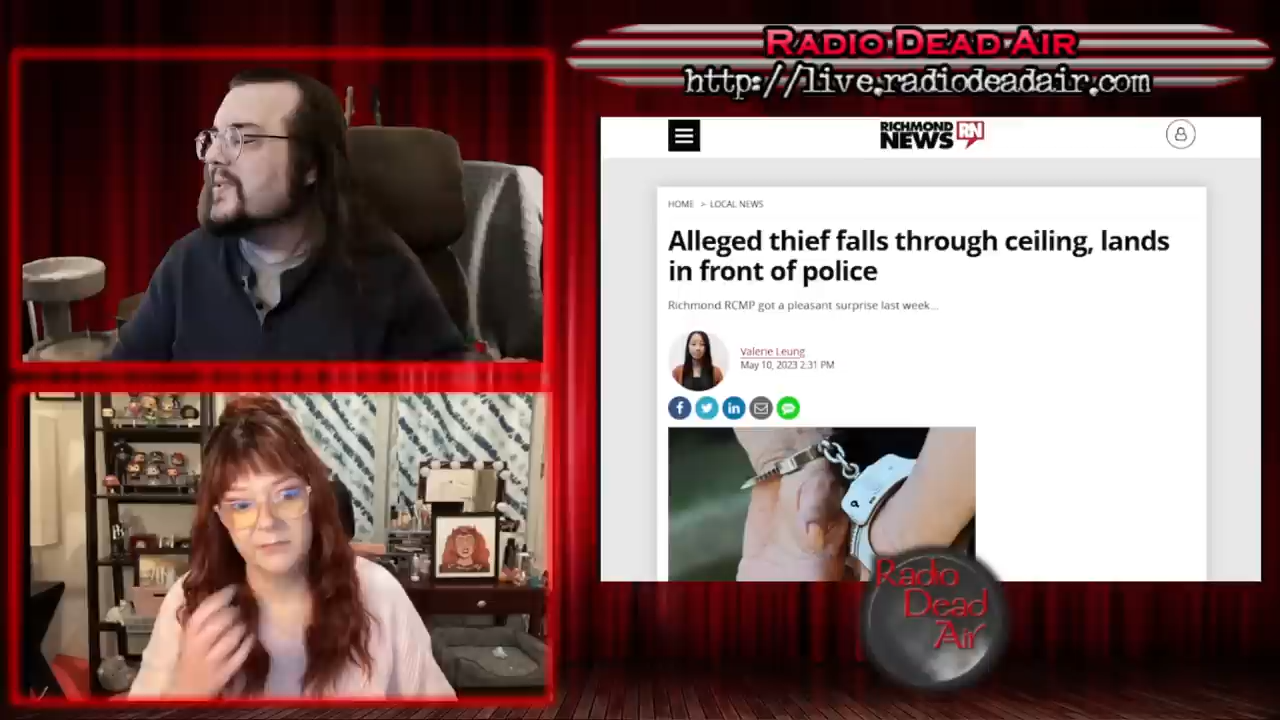 Radio Dead Air
http://live.radiodeadair.com
RICHMOND
NEWS RN
HOME > LOCAL NEWS
Alleged thief falls through ceiling, lands
in front of police
Richmond RCMP got a pleasant surprise last week...
Valerie Leung
May 10, 2023 2:31 PM
Radio
Dead
Air